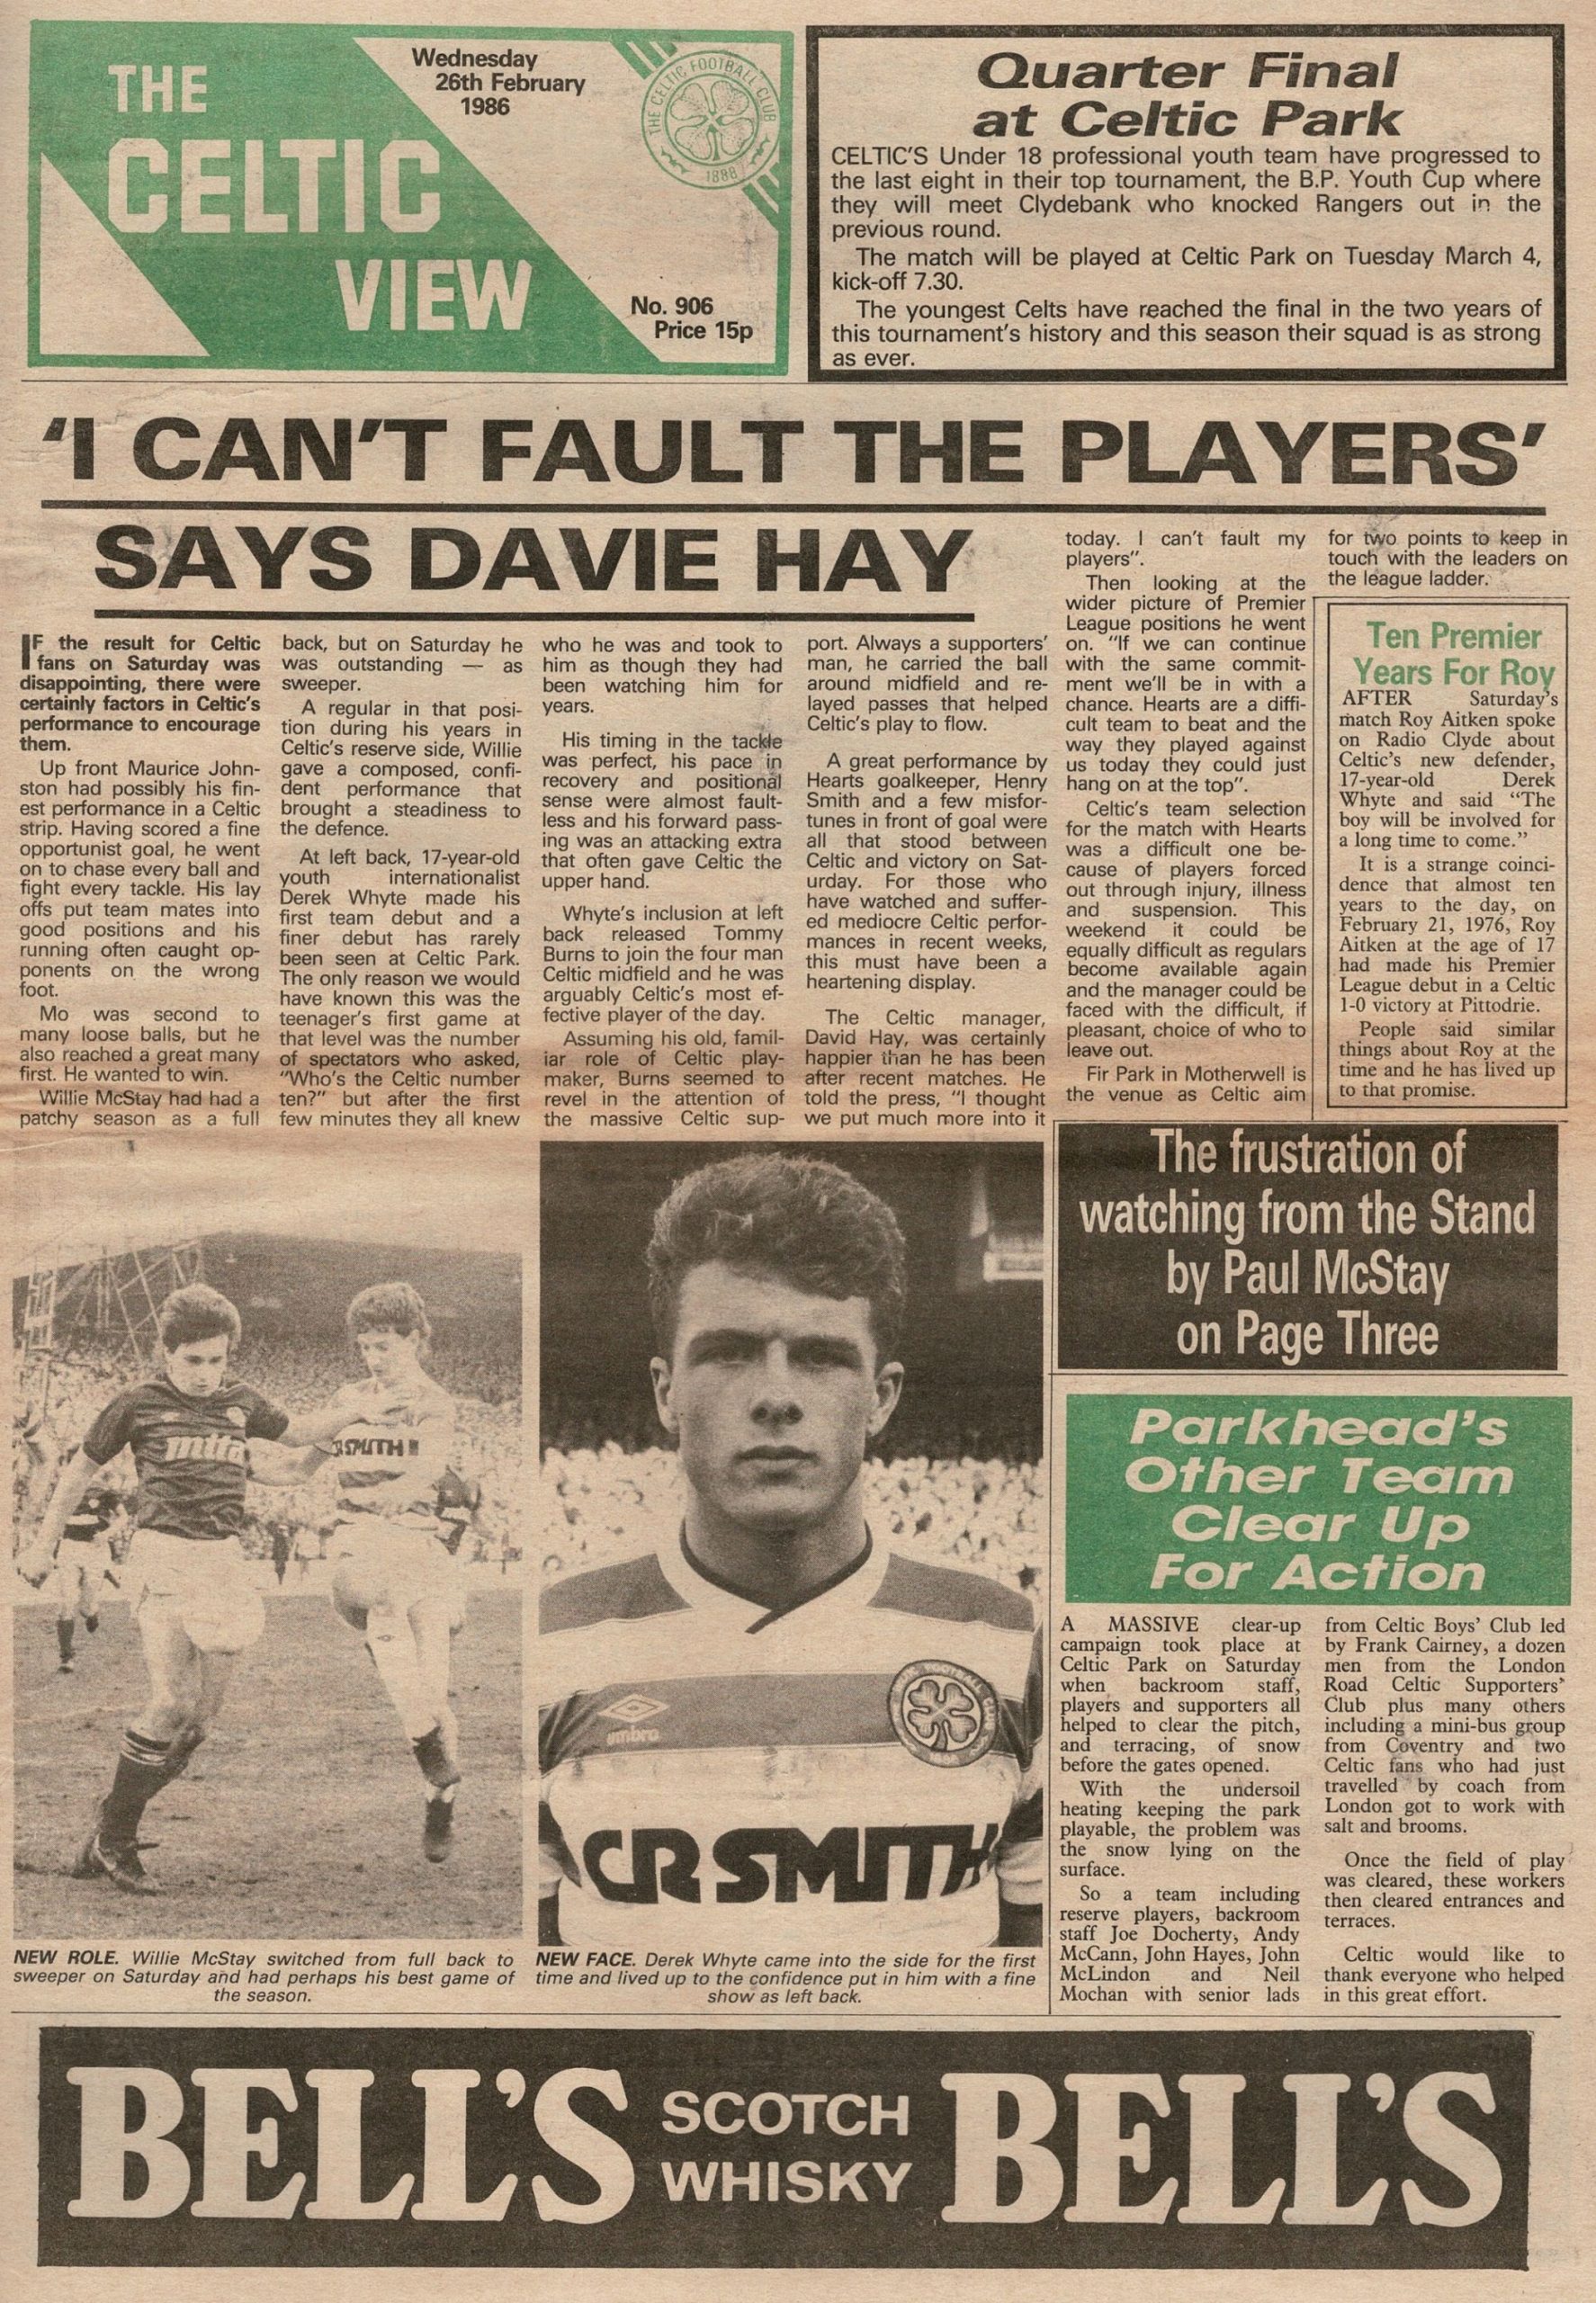 THE
CELTIC
VIEW
Wednesday
26th February
1986
THE CELTIC FOOTBALL CLUB
1888
No. 906
Price 15p
Quarter Final
at Celtic Park
CELTIC'S Under 18 professional youth team have progressed to
the last eight in their top tournament, the B.P. Youth Cup where
they will meet Clydebank who knocked Rangers out in the
previous round.
The match will be played at Celtic Park on Tuesday March 4,
kick-off 7.30.
The youngest Celts have reached the final in the two years of
this tournament's history and this season their squad is as strong
as ever.
'I CAN'T FAULT THE PLAYERS'
SAYS DAVIE HAY
IF the result for Celtic
fans on Saturday was
disappointing, there were
certainly factors in Celtic's
performance to encourage
them.
Up front Maurice John-
ston had possibly his fin-
est performance in a Celtic
strip. Having scored a fine
opportunist goal, he went
on to chase every ball and
fight every tackle. His lay
offs put team mates into
good positions and his
running often caught op-
ponents on the wrong
foot.
Mo was second to
many loose balls, but he
also reached a great many
first. He wanted to win.
Willie McStay had had a
patchy season as a full
back, but on Saturday he
was outstanding — as
sweeper.
A regular in that posi-
tion during his years in
Celtic's reserve side, Willie
gave a composed, confi-
dent performance that
brought a steadiness to
the defence.
At left back, 17-year-old
youth internationalist
Derek Whyte made his
first team debut and a
finer debut has rarely
been seen at Celtic Park.
The only reason we would
have known this was the
teenager's first game at
that level was the number
of spectators who asked,
"Who's the Celtic number
ten?" but after the first
few minutes they all knew
who he was and took to
him as though they had
been watching him for
years.
His timing in the tackle
was perfect, his pace in
recovery and positional
sense were almost fault-
less and his forward pass-
ing was an attacking extra
that often gave Celtic the
upper hand.
Whyte's inclusion at left
back released Tommy
Burns to join the four man
Celtic midfield and he was
arguably Celtic's most ef-
fective player of the day.
Assuming his old, famil-
iar role of Celtic play-
maker, Burns seemed to
revel in the attention of
the massive Celtic sup-
port. Always a supporters'
man, he carried the ball
around midfield and re-
layed passes that helped
Celtic's play to flow.
A great performance by
Hearts goalkeeper, Henry
Smith and a few misfor-
tunes in front of goal were
all that stood between
Celtic and victory on Sat-
urday. For those who
have watched and suffer-
ed mediocre Celtic perfor-
mances in recent weeks,
this must have been a
heartening display.
The Celtic manager,
David Hay, was certainly
happier than he has been
after recent matches. He
told the press, "I thought
we put much more into it
today. I can't fault my
players".
Then looking at the
wider picture of Premier
League positions he went
on. "If we can continue
with the same commit-
ment we'll be in with a
chance. Hearts are a diffi-
cult team to beat and the
way they played against
us today they could just
hang on at the top".
Celtic's team selection
for the match with Hearts
was a difficult one be-
cause of players forced
out through injury, illness
and suspension. This
weekend it could be
equally difficult as regulars
become available again
and the manager could be
faced with the difficult, if
pleasant, choice of who to
leave out.
Fir Park in Motherwell is
the venue as Celtic aim
for two points to keep in
touch with the leaders on
the league ladder.
Ten Premier
Years For Roy
AFTER Saturday's
match Roy Aitken spoke
on Radio Clyde about
Celtic's new defender,
17-year-old Derek
Whyte and said "The
boy will be involved for
a long time to come."
It is a strange coinci-
dence that almost ten
years to the day, on
February 21, 1976, Roy
Aitken at the age of 17
had made his Premier
League debut in a Celtic
1-0 victory at Pittodrie.
People said similar
things about Roy at the
time and he has lived up
to that promise.
mita
SMITH
umbro
CR SMITH
NEW ROLE. Willie McStay switched from full back to
sweeper on Saturday and had perhaps his best game of
the season.
NEW FACE. Derek Whyte came into the side for the first
time and lived up to the confidence put in him with a fine
show as left back.
The frustration of
watching from the Stand
by Paul McStay
on Page Three
Parkhead's
Other Team
Clear Up
For Action
A MASSIVE clear-up
campaign took place at
Celtic Park on Saturday
when backroom staff,
players and supporters all
helped to clear the pitch,
and terracing, of snow
before the gates opened.
With the undersoil
heating keeping the park
playable, the problem was
the snow lying on the
surface.
So a team including
reserve players, backroom
staff Joe Docherty, Andy
McCann, John Hayes, John
McLindon and Neil
Mochan with senior lads
from Celtic Boys' Club led
by Frank Cairney, a dozen
men from the London
Road Celtic Supporters'
Club plus many others
including a mini-bus group
from Coventry and two
Celtic fans who had just
travelled by coach from
London got to work with
salt and brooms.
Once the field of play
was cleared, these workers
then cleared entrances and
terraces.
Celtic would like to
thank everyone who helped
in this great effort.
BELL'S
SCOTCH
WHISKY
BELL'S